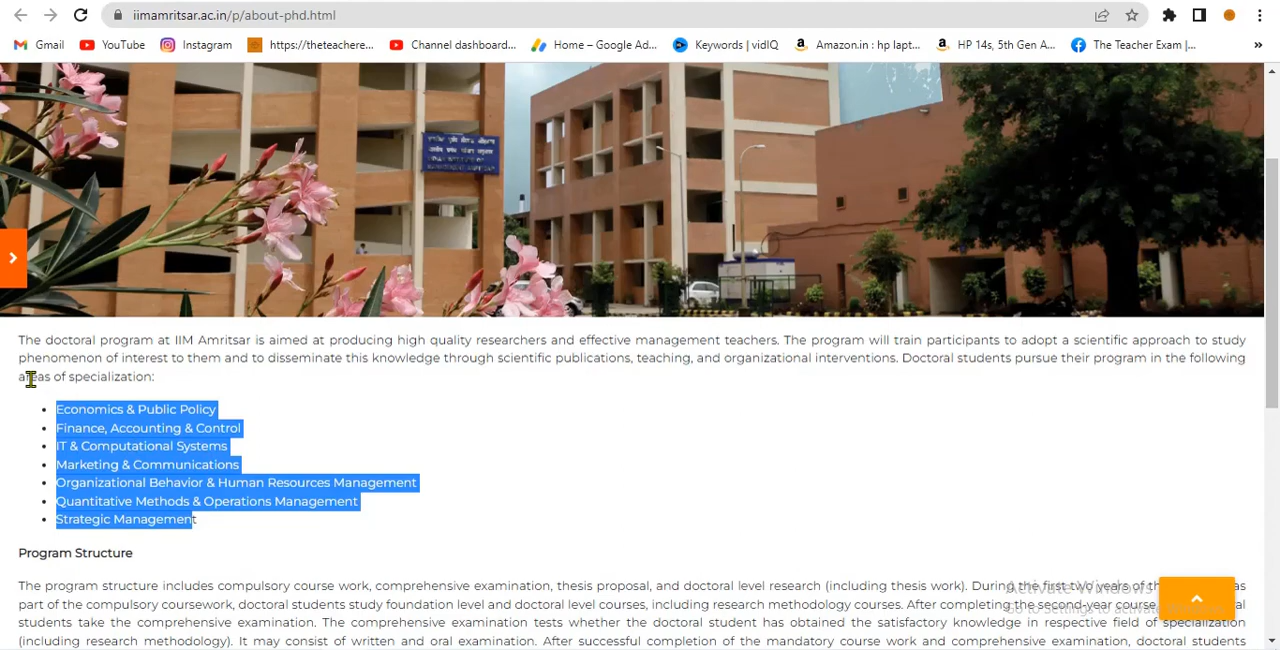 iimamritsar.ac.in/p/about-phd.html
Gmail YouTube Instagram https://theteachere... Channel dashboard... Home – Google Ad... Keywords | vidIQ Amazon.in : hp lapt... HP 14s, 5th Gen A... The Teacher Exam |... »
The doctoral program at IIM Amritsar is aimed at producing high quality researchers and effective management teachers. The program will train participants to adopt a scientific approach to study
phenomenon of interest to them and to disseminate this knowledge through scientific publications, teaching, and organizational interventions. Doctoral students pursue their program in the following
areas of specialization:
• Economics & Public Policy
• Finance, Accounting & Control
• IT & Computational Systems
• Marketing & Communications
• Organizational Behavior & Human Resources Management
• Quantitative Methods & Operations Management
• Strategic Management
Program Structure
The program structure includes compulsory course work, comprehensive examination, thesis proposal, and doctoral level research (including thesis work). During the first two years of as
part of the compulsory coursework, doctoral students study foundation level and doctoral level courses, including research methodology courses. After completing the second-year course
students take the comprehensive examination. The comprehensive examination tests whether the doctoral student has obtained the satisfactory knowledge in respective field of specialization
(including research methodology). It may consist of written and oral examination. After successful completion of the mandatory course work and comprehensive examination, doctoral students
Activate Windows
Go to Settings to activate